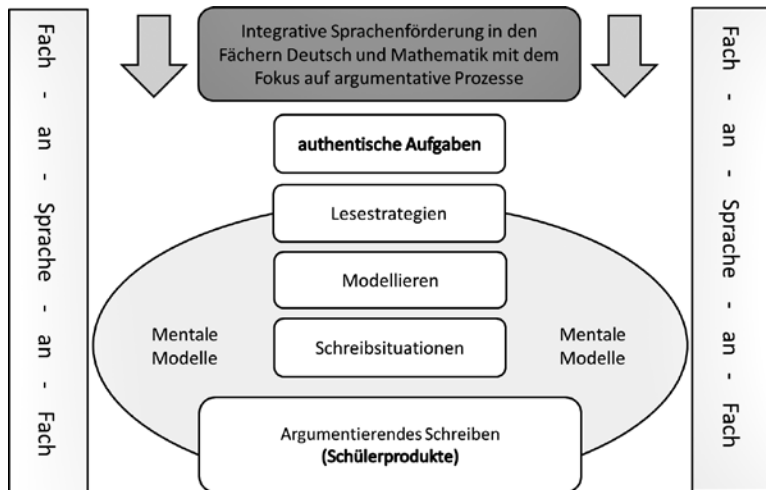 Integrative Sprachenförderung in den
Fächern Deutsch und Mathematik mit dem
Fokus auf argumentative Prozesse
Fach - an - Sprache - an - Fach
authentische Aufgaben
Lesestrategien
Modellieren
Mentale
Modelle
Schreibsituationen
Mentale
Modelle
Argumentierendes Schreiben
(Schülerprodukte)
Fach - an - Sprache - an - Fach